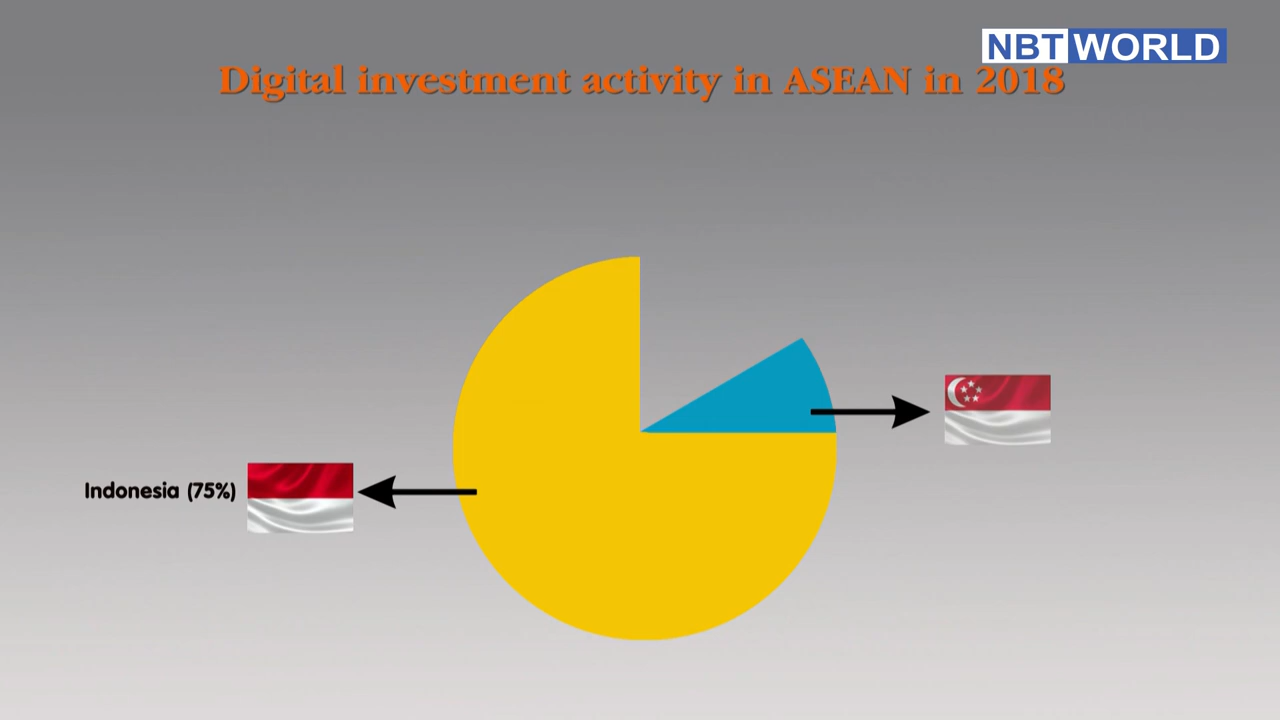 NBT WORLD
Digital investment activity in ASEAN in 2018
Indonesia (75%)